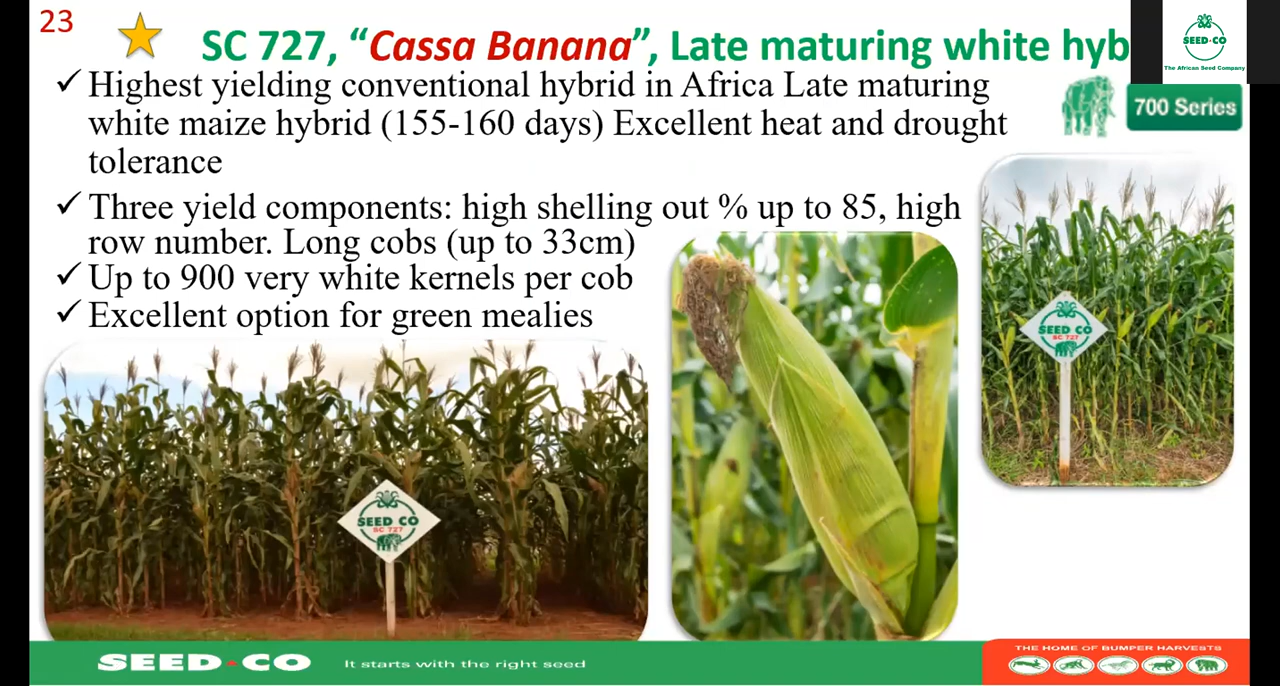 23
SC 727, “Cassa Banana”, Late maturing white hyb
SEED·CO
The African Seed Company
700 Series
✓ Highest yielding conventional hybrid in Africa Late maturing
white maize hybrid (155-160 days) Excellent heat and drought
tolerance
✓ Three yield components: high shelling out % up to 85, high
row number. Long cobs (up to 33cm)
✓ Up to 900 very white kernels per cob
✓ Excellent option for green mealies
SEED CO
SC 727
SEED CO
SC 727
SEED·CO
It starts with the right seed
THE HOME OF BUMPER HARVESTS